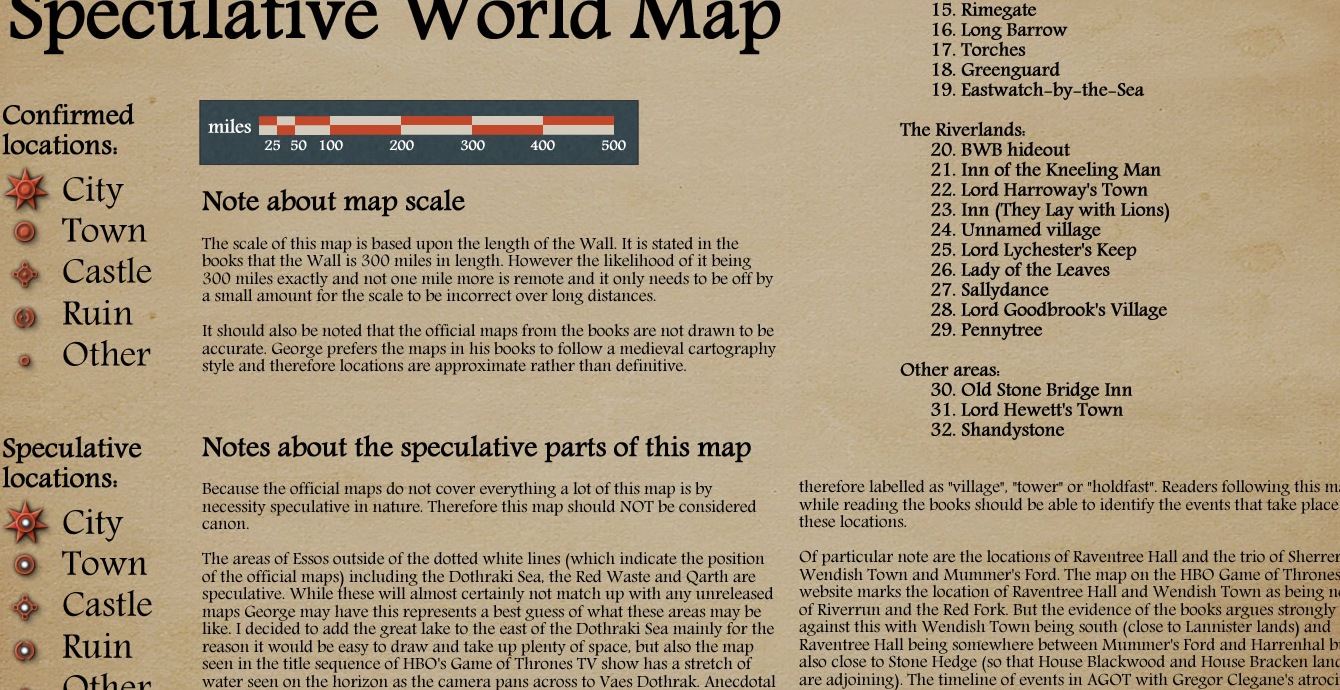 Speculative World Map
Confirmed
locations:
City
Town
Castle
Ruin
Other
miles
25 50 100 200 300 400 500
Note about map scale
The scale of this map is based upon the length of the Wall. It is stated in the
books that the Wall is 300 miles in length. However the likelihood of it being
300 miles exactly and not one mile more is remote and it only needs to be off by
a small amount for the scale to be incorrect over long distances.
It should also be noted that the official maps from the books are not drawn to be
accurate. George prefers the maps in his books to follow a medieval cartography
style and therefore locations are approximate rather than definitive.
Speculative
locations:
City
Town
Castle
Ruin
Other
Notes about the speculative parts of this map
Because the official maps do not cover everything a lot of this map is by
necessity speculative in nature. Therefore this map should NOT be considered
canon.
The areas of Essos outside of the dotted white lines (which indicate the position
of the official maps) including the Dothraki Sea, the Red Waste and Qarth are
speculative. While these will almost certainly not match up with any unreleased
maps George may have this represents a best guess of what these areas may be
like. I decided to add the great lake to the east of the Dothraki Sea mainly for the
reason it would be easy to draw and take up plenty of space, but also the map
seen in the title sequence of HBO's Game of Thrones TV show has a stretch of
water seen on the horizon as the camera pans across to Vaes Dothrak. Anecdotal
15. Rimegate
16. Long Barrow
17. Torches
18. Greenguard
19. Eastwatch-by-the-Sea
The Riverlands:
20. BWB hideout
21. Inn of the Kneeling Man
22. Lord Harroway's Town
23. Inn (They Lay with Lions)
24. Unnamed village
25. Lord Lychester's Keep
26. Lady of the Leaves
27. Sallydance
28. Lord Goodbrook's Village
29. Pennytree
Other areas:
30. Old Stone Bridge Inn
31. Lord Hewett's Town
32. Shandystone
therefore labelled as "village", "tower" or "holdfast". Readers following this
while reading the books should be able to identify the events that take place
these locations.
Of particular note are the locations of Raventree Hall and the trio of Sherrer
Wendish Town and Mummer's Ford. The map on the HBO Game of Thrones
website marks the location of Raventree Hall and Wendish Town as being
of Riverrun and the Red Fork. But the evidence of the books argues strongly
against this with Wendish Town being south (close to Lannister lands) and
Raventree Hall being somewhere between Mummer's Ford and Harrenhal
also close to Stone Hedge (so that House Blackwood and House Bracken
are adjoining). The timeline of events in AGOT with Gregor Clegane's